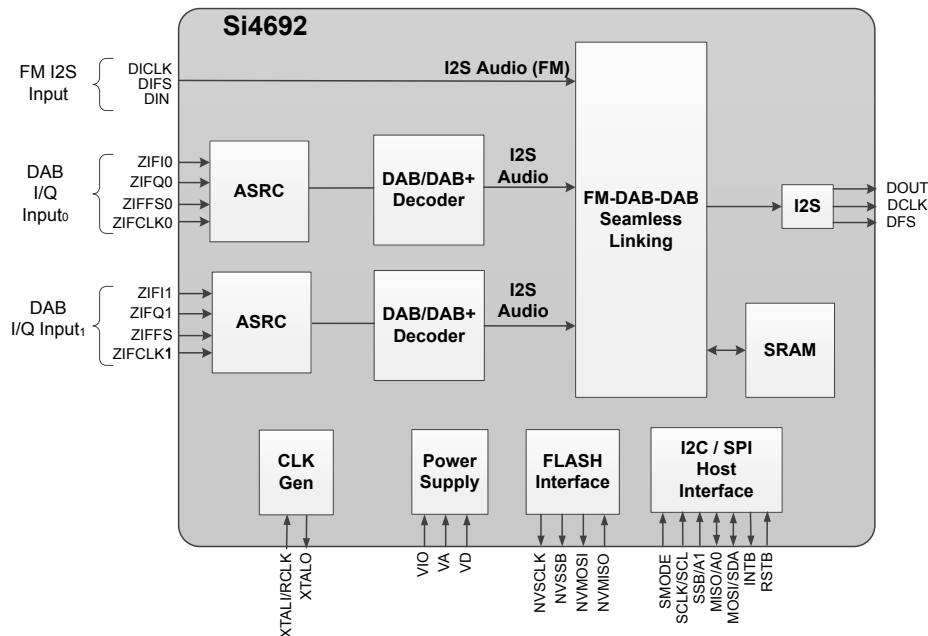 Si4692
FM I2S
Input
DICLK
DIFS
DIN
I2S Audio (FM)
DAB
I/Q
Input0
ZIFI0
ZIFQ0
ZIFFS0
ZIFCLK0
ASRC
DAB/DAB+
Decoder
I2S
Audio
FM-DAB-DAB
Seamless
Linking
I2S
DOUT
DCLK
DFS
DAB
I/Q Input1
ZIFI1
ZIFQ1
ZIFFS
ZIFCLK1
ASRC
DAB/DAB+
Decoder
I2S
Audio
SRAM
CLK
Gen
Power
Supply
FLASH
Interface
I2C / SPI
Host
Interface
XTALI/RCLK
XTALO
VIO
VA
VD
NVSCLK
NVSSB
NVMOSI
NVMISO
SMODE
SCLK/SCL
SSB/A1
MISO/A0
MOSI/SDA
INTB
RSTB